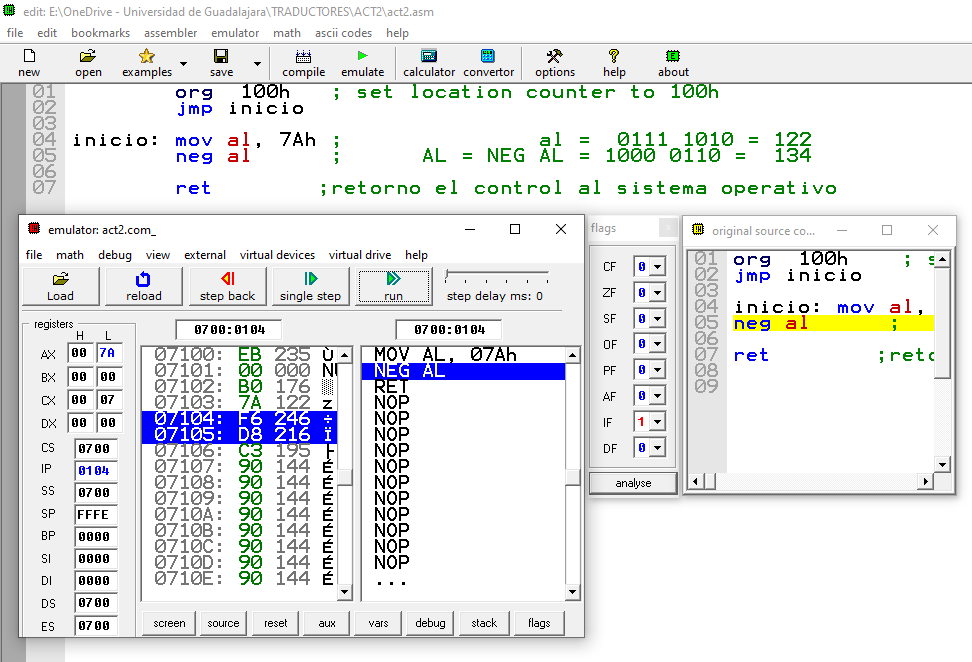 edit: E:\OneDrive - Universidad de Guadalajara\TRADUCTORES\ACT2\act2.asm
file edit bookmarks assembler emulator math ascii codes help
new open examples save compile emulate calculator convertor options help about
01 org 100h ; set location counter to 100h
02 jmp inicio
03
04 inicio: mov al, 7Ah ; al = 0111 1010 = 122
05 neg al ; AL = NEG AL = 1000 0110 = 134
06
07 ret ;retorno el control al sistema operativo
emulator: act2.com_
file math debug view external virtual devices virtual drive help
Load reload step back single step run step delay ms: 0
registers
H L
AX 00 7A
BX 00 00
CX 00 07
DX 00 00
CS 0700
IP 0104
SS 0700
SP FFFE
BP 0000
SI 0000
DI 0000
DS 0700
ES 0700
0700:0104
07100: EB 235 Ù
07101: 00 000 NU
07102: B0 176 ░
07103: 7A 122 z
07104: F6 246 ÷
07105: D8 216 Ï
07106: C3 195 ├
07107: 90 144 É
07108: 90 144 É
07109: 90 144 É
0710A: 90 144 É
0710B: 90 144 É
0710C: 90 144 É
0710D: 90 144 É
0710E: 90 144 É
0700:0104
MOV AL, 07Ah
NEG AL
RET
NOP
NOP
NOP
NOP
NOP
NOP
NOP
NOP
NOP
NOP
NOP
...
screen source reset aux vars debug stack flags
flags
CF 0
ZF 0
SF 0
OF 0
PF 0
AF 0
IF 1
DF 0
analyse
original source co...
01 org 100h ; s
02 jmp inicio
03
04 inicio: mov al,
05 neg al ;
06
07 ret ;reto
08
09